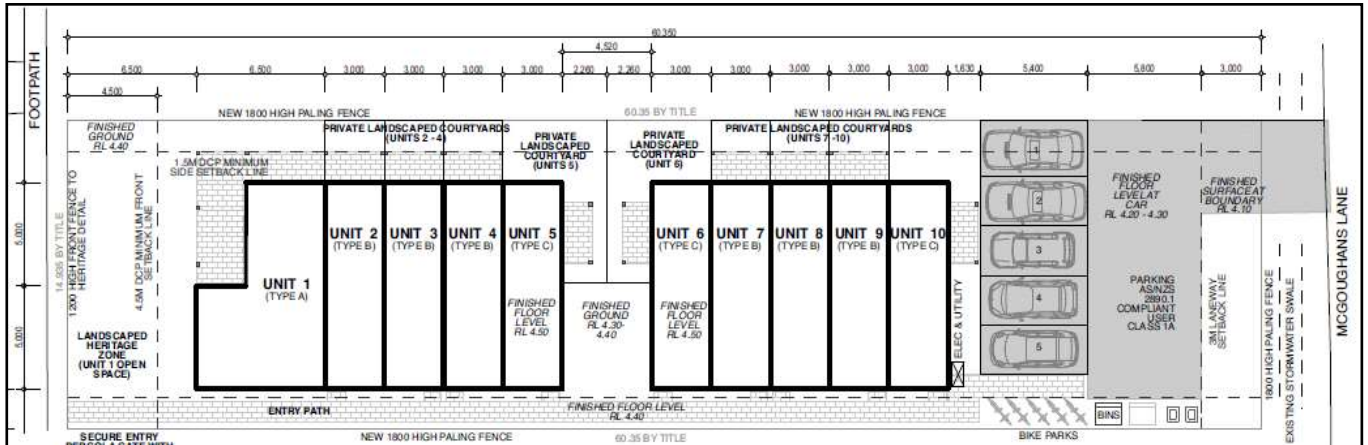 60.350
4,520
6,500
6,500
3,000
3,000
3,000
3,000
2,260
2,260
3,000
3,000
3,000
3,000
3,000
1,630
5,400
5,800
3,000
4,500
FOOTPATH
NEW 1800 HIGH PALING FENCE
60.35 BY TITLE
NEW 1800 HIGH PALING FENCE
FINISHED
GROUND
RL 4.40
PRIVATE LANDSCAPED COURTYARDS
(UNITS 2 - 4)
PRIVATE
LANDSCAPED
COURTYARD
(UNITS 5)
PRIVATE
LANDSCAPED
COURTYARD
(UNIT 6)
PRIVATE LANDSCAPED COURTYARDS
(UNITS 7 -10)
1.5M DCP MINIMUM
SIDE SETBACK LINE
5,000
5,000
14.935 BY TITLE
1200 HIGH FRONT FENCE TO
HERITAGE DETAIL
4.5M DCP MINIMUM FRONT
SETBACK LINE
LANDSCAPED
HERITAGE
ZONE
(UNIT 1 OPEN
SPACE)
UNIT 1
(TYPE A)
UNIT 2
(TYPE B)
UNIT 3
(TYPE B)
UNIT 4
(TYPE B)
UNIT 5
(TYPE C)
FINISHED
FLOOR
LEVEL
RL 4.50
FINISHED
GROUND
RL 4.30-
4.40
UNIT 6
(TYPE C)
FINISHED
FLOOR
LEVEL
RL 4.50
UNIT 7
(TYPE B)
UNIT 8
(TYPE B)
UNIT 9
(TYPE B)
UNIT 10
(TYPE C)
ELEC & UTILITY
1
2
3
4
5
FINISHED
FLOOR
LEVEL AT
CAR
RL 4.20 - 4.30
FINISHED
SURFACE AT
BOUNDARY
RL 4.10
PARKING
AS/NZS
2890.1
COMPLIANT
USER
CLASS 1A
3M LANEWAY
SETBACK LINE
1800 HIGH PALING FENCE
EXISTING STORMWATER SWALE
MCGOUGHANS LANE
ENTRY PATH
FINISHED FLOOR LEVEL
RL 4.40
BINS
BIKE PARKS
SECURE ENTRY
PERGOLA GATE WITH
NEW 1800 HIGH PALING FENCE
60.35 BY TITLE